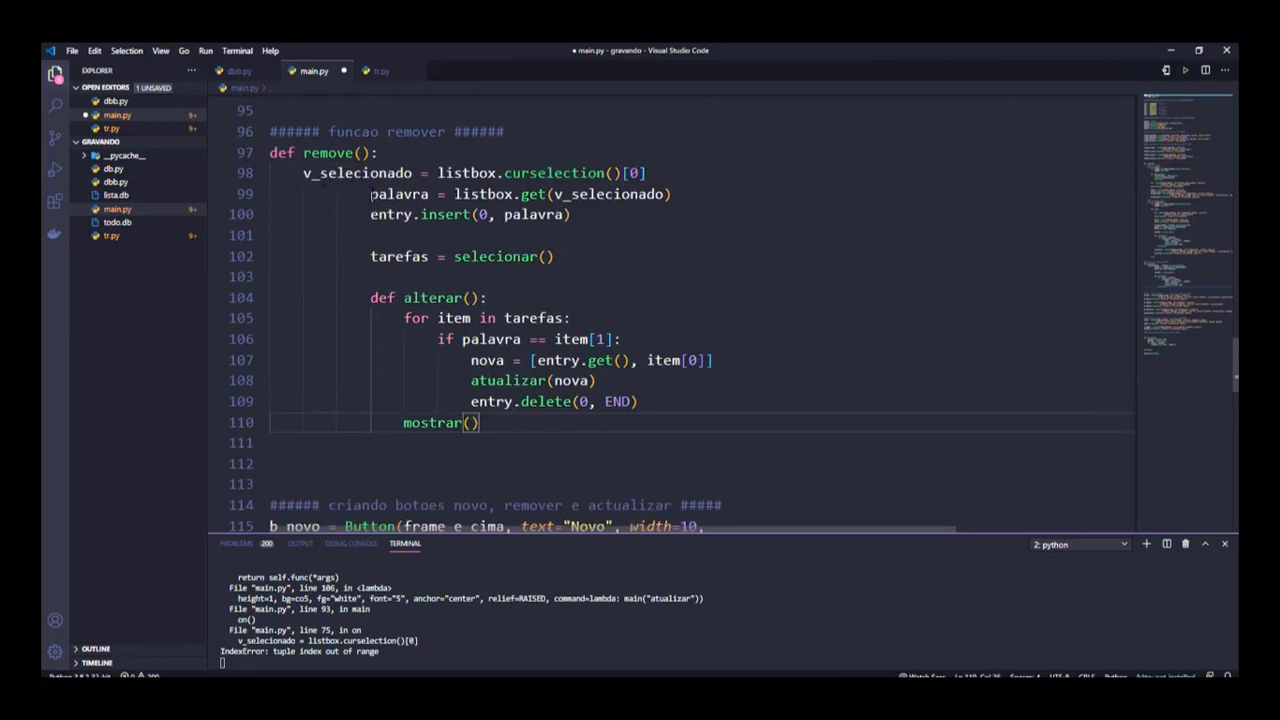 File Edit Selection View Go Run Terminal Help
● main.py - gravando - Visual Studio Code
EXPLORER ···
dbb.py main.py tr.py
OPEN EDITORS 1 UNSAVED
main.py > ...
dbb.py
main.py 9+
tr.py 9+
GRAVANDO
__pycache__
db.py
dbb.py
lista.db
main.py 9+
todo.db
tr.py 9+
95
96 ###### funcao remover ######
97 def remove():
98 v_selecionado = listbox.curselection()[0]
99 palavra = listbox.get(v_selecionado)
100 entry.insert(0, palavra)
101
102 tarefas = selecionar()
103
104 def alterar():
105 for item in tarefas:
106 if palavra == item[1]:
107 nova = [entry.get(), item[0]]
108 atualizar(nova)
109 entry.delete(0, END)
110 mostrar()
111
112
113
114 ###### criando botoes novo, remover e actualizar #####
115 b_novo = Button(frame_e_cima, text="Novo", width=10,
PROBLEMS 200 OUTPUT DEBUG CONSOLE TERMINAL 2: python
return self.func(*args)
File "main.py", line 106, in <lambda>
height=1, bg=co5, fg="white", font="5", anchor="center", relief=RAISED, command=lambda: main("atualizar"))
File "main.py", line 93, in main
on()
File "main.py", line 75, in on
v_selecionado = listbox.curselection()[0]
IndexError: tuple index out of range
OUTLINE
TIMELINE